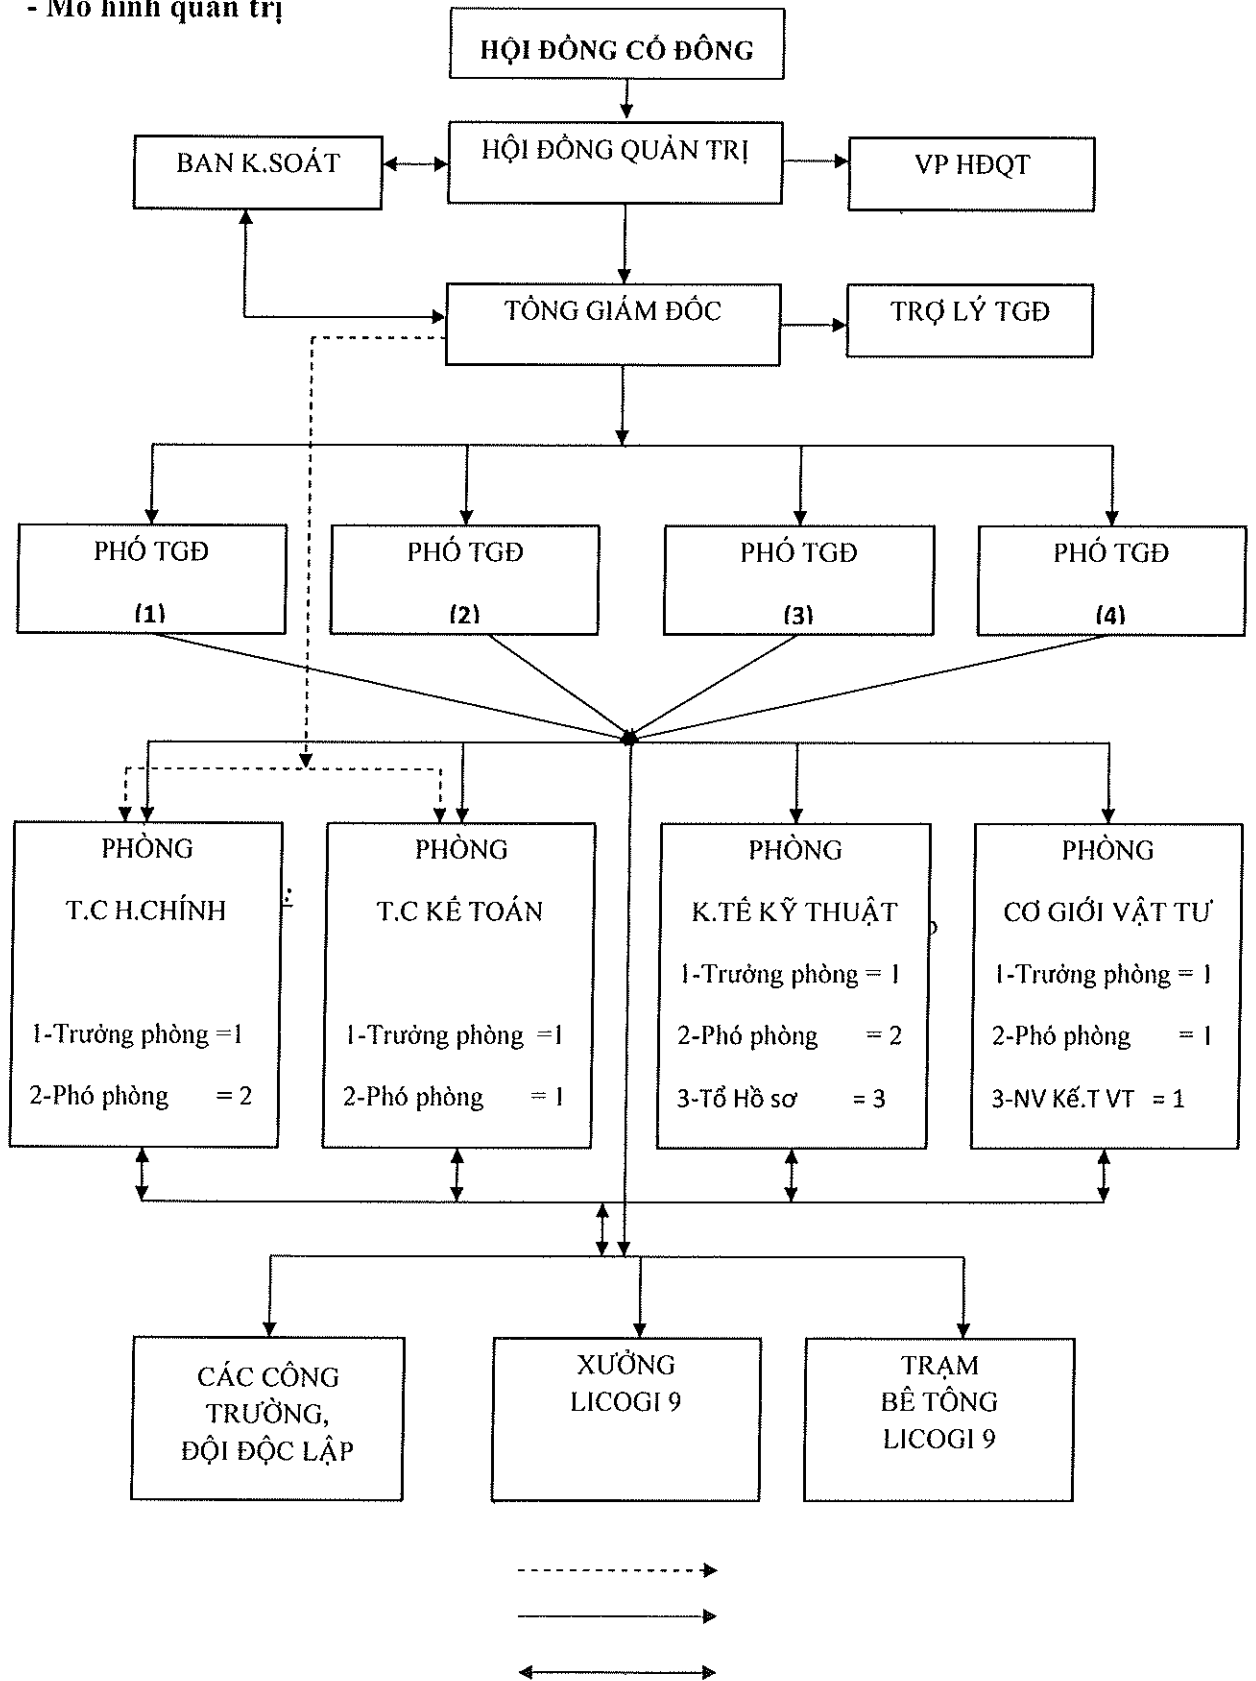 - Mô hình quản trị
HỘI ĐỒNG CỔ ĐÔNG
BAN K.SOÁT
HỘI ĐỒNG QUẢN TRỊ
VP HĐQT
TỔNG GIÁM ĐỐC
TRỢ LÝ TGĐ
PHÓ TGĐ
(1)
PHÓ TGĐ
(2)
PHÓ TGĐ
(3)
PHÓ TGĐ
(4)
PHÒNG
T.C H.CHÍNH
1-Trưởng phòng =1
2-Phó phòng = 2
PHÒNG
T.C KẾ TOÁN
1-Trưởng phòng =1
2-Phó phòng = 1
PHÒNG
K.TẾ KỸ THUẬT
1-Trưởng phòng = 1
2-Phó phòng = 2
3-Tổ Hồ sơ = 3
PHÒNG
CƠ GIỚI VẬT TƯ
1-Trưởng phòng = 1
2-Phó phòng = 1
3-NV Kế.T VT = 1
CÁC CÔNG
TRƯỜNG,
ĐỘI ĐỘC LẬP
XƯỞNG
LICOGI 9
TRẠM
BÊ TÔNG
LICOGI 9